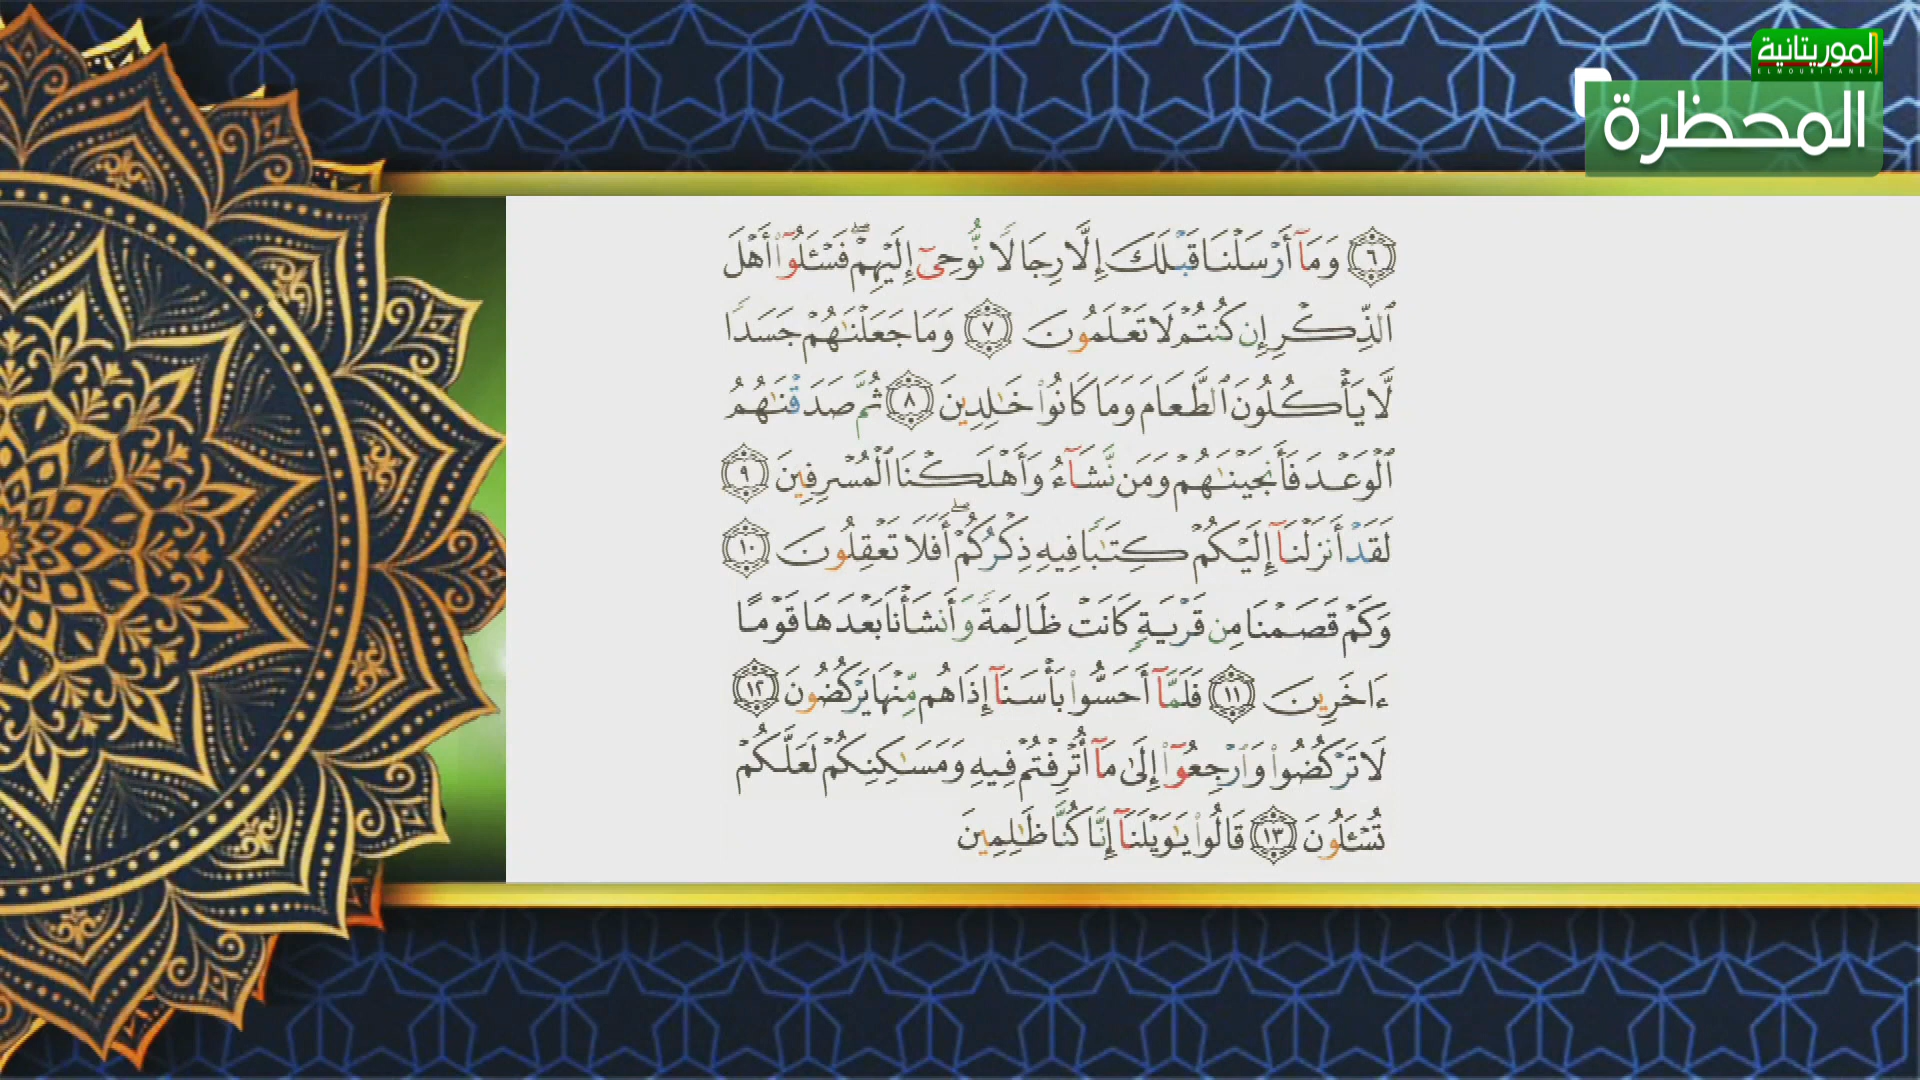 الموريتانية
ELMOURITANIA
المحظرة
۝٦ وَمَآ أَرْسَلْنَا قَبْلَكَ إِلَّا رِجَالًا نُّوحِىٓ إِلَيْهِمْ ۖ فَسْـَٔلُوٓا۟ أَهْلَ
ٱلذِّكْرِ إِن كُنتُمْ لَا تَعْلَمُونَ ۝٧ وَمَا جَعَلْنَـٰهُمْ جَسَدًا
لَّا يَأْكُلُونَ ٱلطَّعَامَ وَمَا كَانُوا۟ خَـٰلِدِينَ ۝٨ ثُمَّ صَدَقْنَـٰهُمُ
ٱلْوَعْدَ فَأَنجَيْنَـٰهُمْ وَمَن نَّشَآءُ وَأَهْلَكْنَا ٱلْمُسْرِفِينَ ۝٩
لَقَدْ أَنزَلْنَآ إِلَيْكُمْ كِتَـٰبًا فِيهِ ذِكْرُكُمْ ۖ أَفَلَا تَعْقِلُونَ ۝١٠
وَكَمْ قَصَمْنَا مِن قَرْيَةٍ كَانَتْ ظَالِمَةً وَأَنشَأْنَا بَعْدَهَا قَوْمًا
ءَاخَرِينَ ۝١١ فَلَمَّآ أَحَسُّوا۟ بَأْسَنَآ إِذَا هُم مِّنْهَا يَرْكُضُونَ ۝١٢
لَا تَرْكُضُوا۟ وَٱرْجِعُوٓا۟ إِلَىٰ مَآ أُتْرِفْتُمْ فِيهِ وَمَسَـٰكِنِكُمْ لَعَلَّكُمْ
تُسْـَٔلُونَ ۝١٣ قَالُوا۟ يَـٰوَيْلَنَآ إِنَّا كُنَّا ظَـٰلِمِينَ